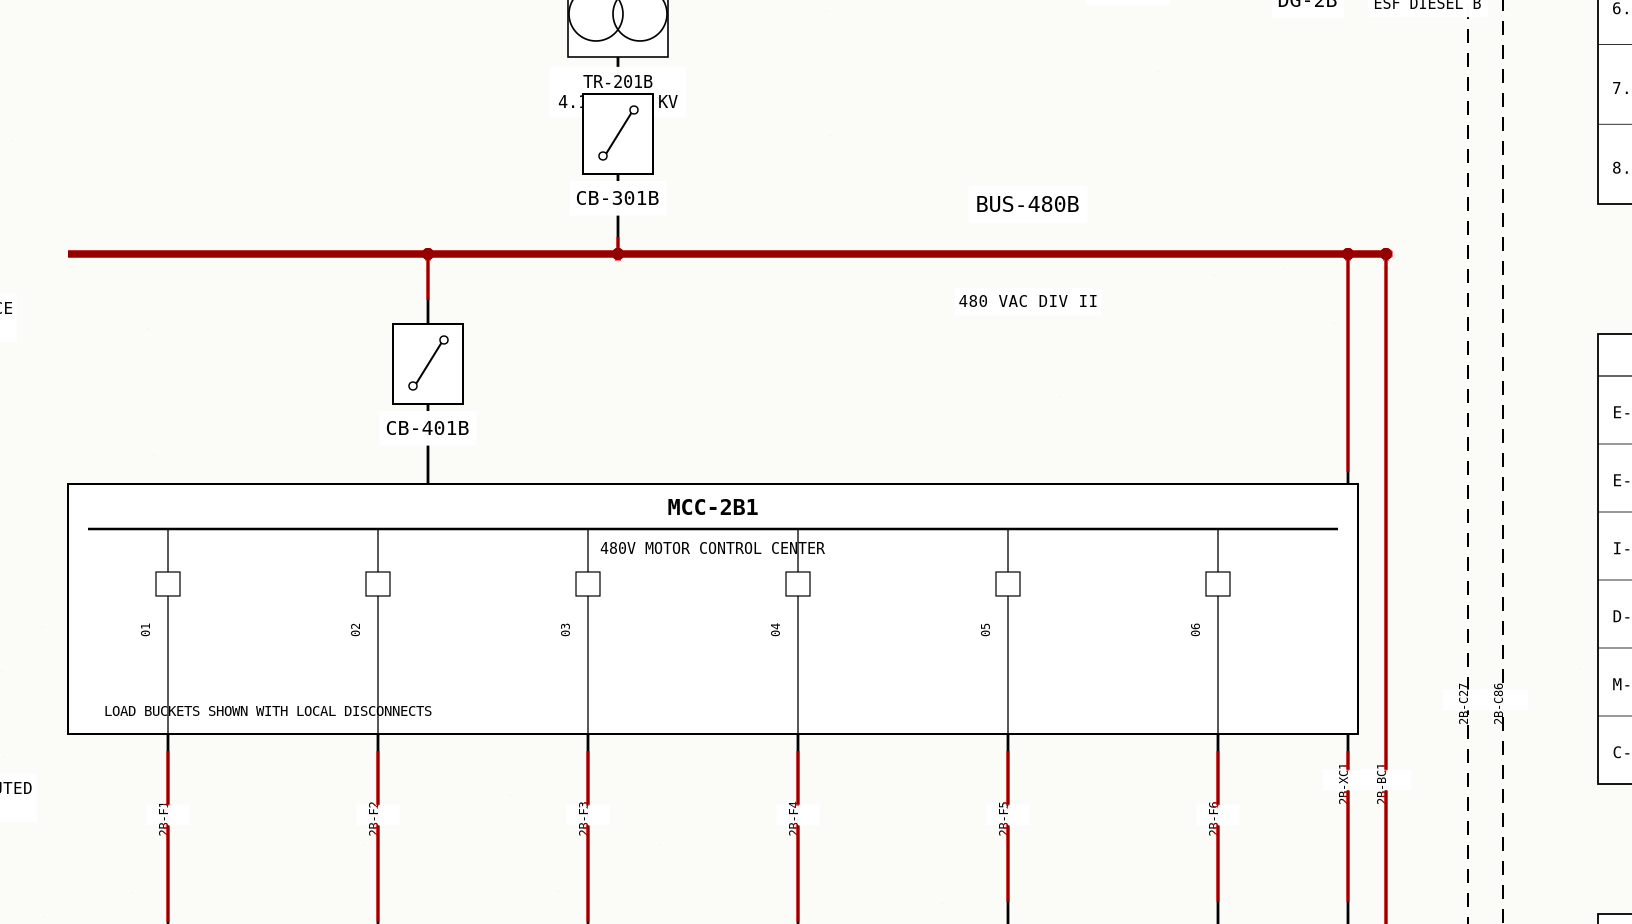 DG-2B
ESF DIESEL B
6.
TR-201B
7.
KV
8.
CB-301B
BUS-480B
480 VAC DIV II
E-
CB-401B
E-
MCC-2B1
480V MOTOR CONTROL CENTER
I-
01
02
03
04
05
06
D-
M-
LOAD BUCKETS SHOWN WITH LOCAL DISCONNECTS
2B-C27
2B-C86
C-
2B-XC1
2B-BC1
2B-F1
2B-F2
2B-F3
2B-F4
2B-F5
2B-F6